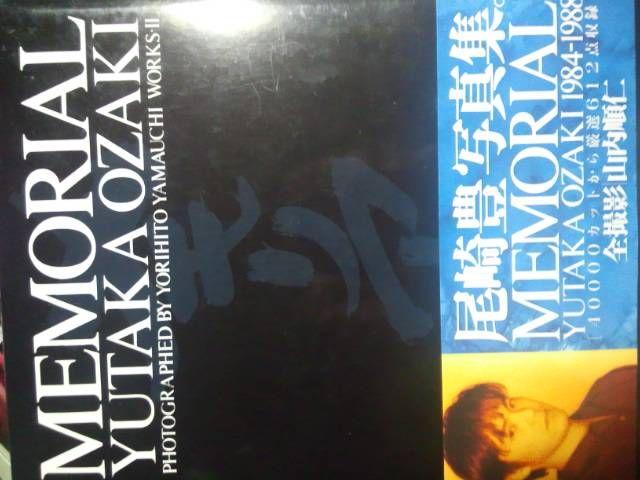 MEMORIAL
YUTAKA OZAKI
PHOTOGRAPHED BY YORIHITO YAMAUCHI WORKS·II
尾崎豊写真集
MEMORIAL
YUTAKA OZAKI 1984-1988
40000カットから厳選612点収録
全撮影 山内順仁